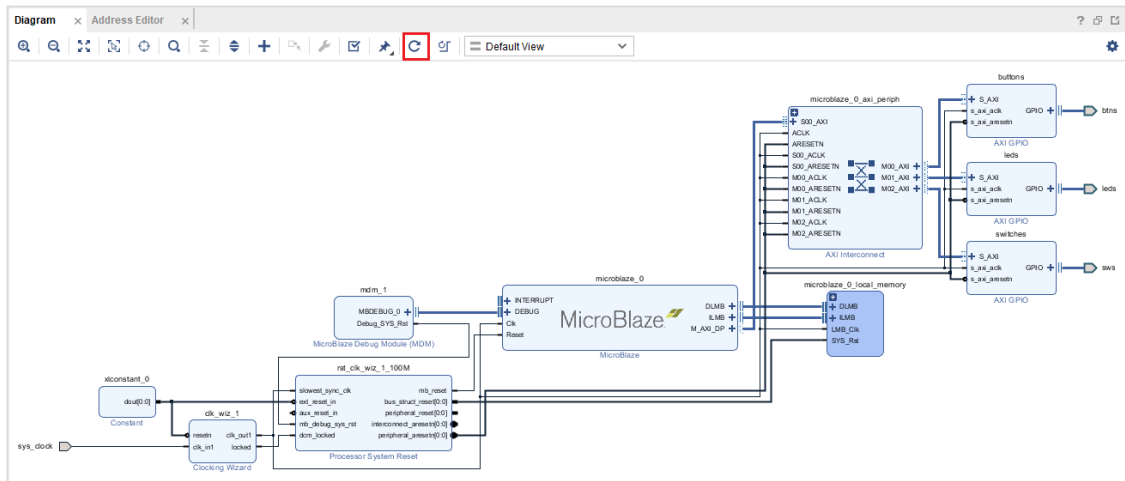 Diagram
Address Editor
Default View
buttons
S_AXI
s_axi_aclk
s_axi_aresetn
GPIO
AXI GPIO
btns
leds
S_AXI
s_axi_aclk
s_axi_aresetn
GPIO
AXI GPIO
leds
switches
S_AXI
s_axi_aclk
s_axi_aresetn
GPIO
AXI GPIO
sws
microblaze_0_axi_periph
S00_AXI
ACLK
ARESETN
S00_ACLK
S00_ARESETN
M00_ACLK
M00_ARESETN
M01_ACLK
M01_ARESETN
M02_ACLK
M02_ARESETN
M00_AXI
M01_AXI
M02_AXI
AXI Interconnect
microblaze_0
INTERRUPT
DEBUG
Clk
Reset
MicroBlaze
DLMB
ILMB
M_AXI_DP
MicroBlaze
microblaze_0_local_memory
DLMB
ILMB
LMB_Clk
SYS_Rst
mdm_1
MBDEBUG_0
Debug_SYS_Rst
MicroBlaze Debug Module (MDM)
rst_clk_wiz_1_100M
slowest_sync_clk
ext_reset_in
aux_reset_in
mb_debug_sys_rst
dcm_locked
mb_reset
bus_struct_reset[0:0]
peripheral_reset[0:0]
interconnect_aresetn[0:0]
peripheral_aresetn[0:0]
Processor System Reset
xlconstant_0
dout[0:0]
Constant
clk_wiz_1
resetn
clk_in1
clk_out1
locked
Clocking Wizard
sys_clock